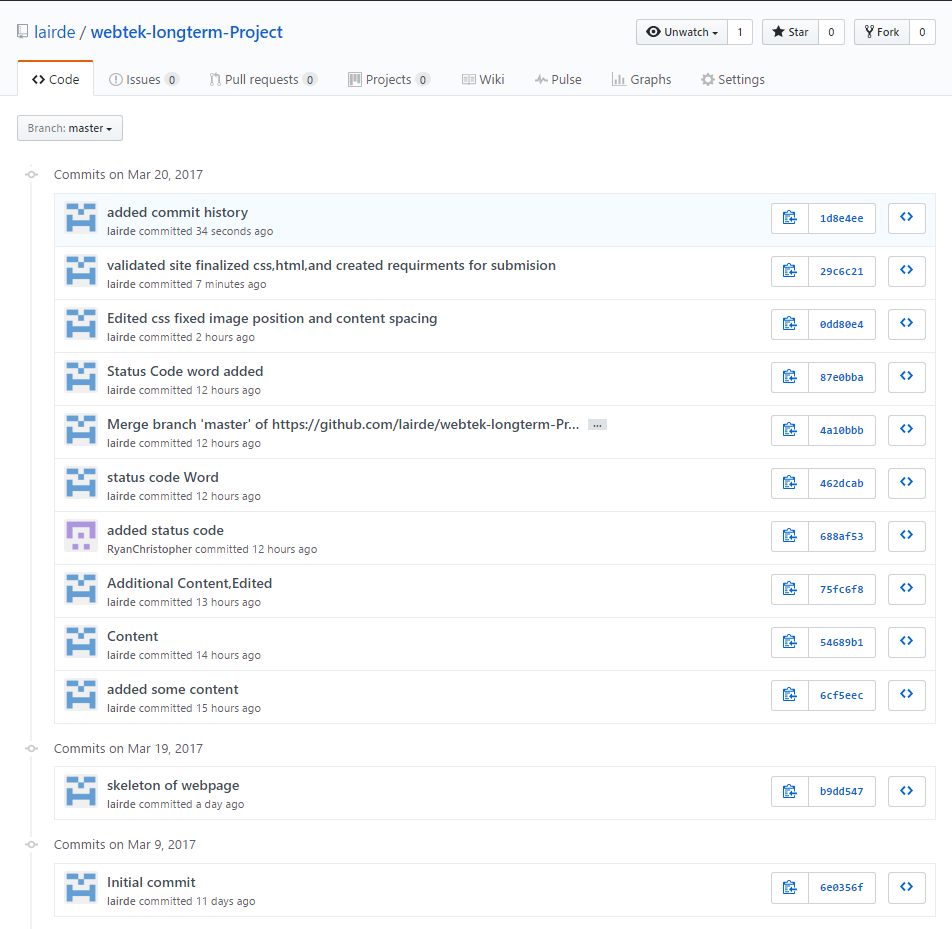 lairde / webtek-longterm-Project
Unwatch 1 Star 0 Fork 0
Code Issues 0 Pull requests 0 Projects 0 Wiki Pulse Graphs Settings
Branch: master
Commits on Mar 20, 2017
added commit history
lairde committed 34 seconds ago
1d8e4ee
validated site finalized css,html,and created requirments for submision
lairde committed 7 minutes ago
29c6c21
Edited css fixed image position and content spacing
lairde committed 2 hours ago
0dd80e4
Status Code word added
lairde committed 12 hours ago
87e0bba
Merge branch 'master' of https://github.com/lairde/webtek-longterm-Pr... …
lairde committed 12 hours ago
4a10bbb
status code Word
lairde committed 12 hours ago
462dcab
added status code
RyanChristopher committed 12 hours ago
688af53
Additional Content,Edited
lairde committed 13 hours ago
75fc6f8
Content
lairde committed 14 hours ago
54689b1
added some content
lairde committed 15 hours ago
6cf5eec
Commits on Mar 19, 2017
skeleton of webpage
lairde committed a day ago
b9dd547
Commits on Mar 9, 2017
Initial commit
lairde committed 11 days ago
6e0356f